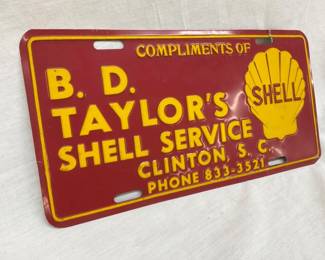 COMPLIMENTS OF
B. D.
TAYLOR'S
SHELL SERVICE
CLINTON, S. C.
PHONE 833-3521
SHELL